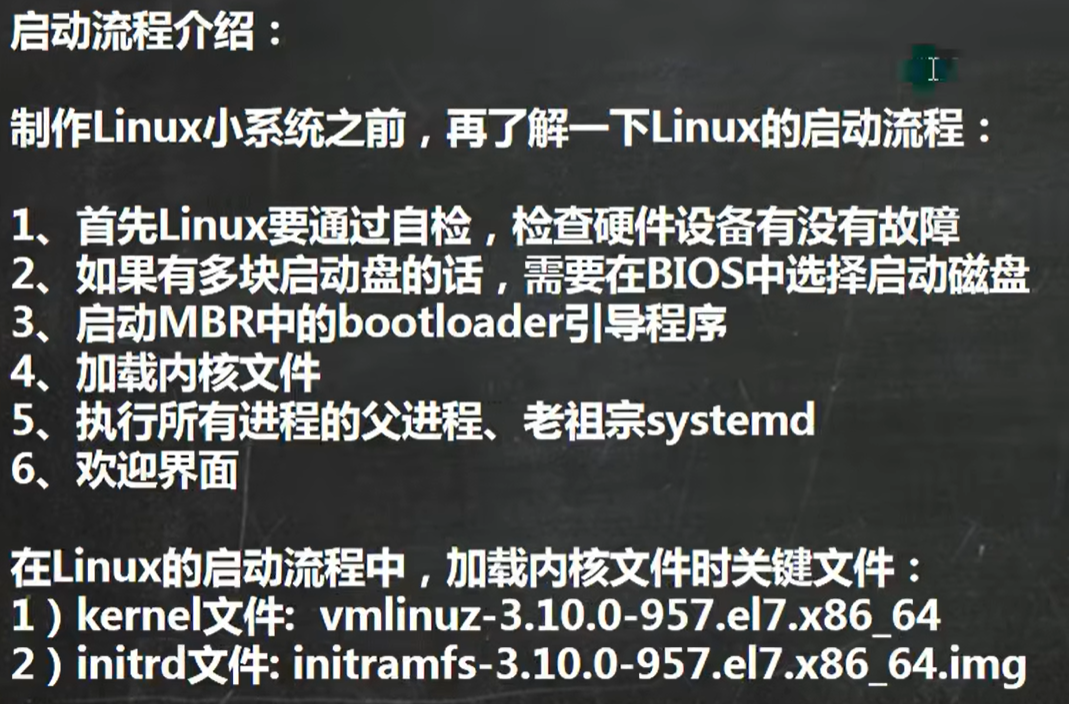 启动流程介绍：
制作Linux小系统之前，再了解一下Linux的启动流程：
1、首先Linux要通过自检，检查硬件设备有没有故障
2、如果有多块启动盘的话，需要在BIOS中选择启动磁盘
3、启动MBR中的bootloader引导程序
4、加载内核文件
5、执行所有进程的父进程、老祖宗systemd
6、欢迎界面
在Linux的启动流程中，加载内核文件时关键文件：
1）kernel文件: vmlinuz-3.10.0-957.el7.x86_64
2）initrd文件: initramfs-3.10.0-957.el7.x86_64.img